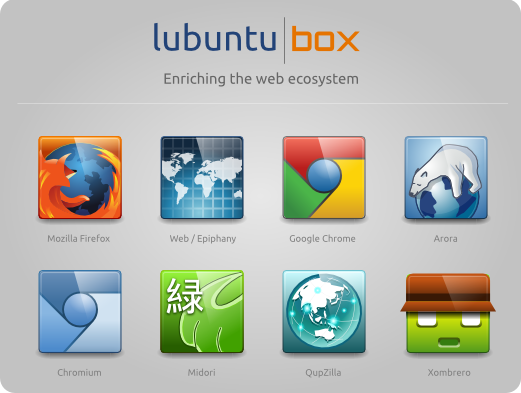 lubuntu box
Enriching the web ecosystem
Mozilla Firefox
Web / Epiphany
Google Chrome
Arora
緑
Chromium
Midori
QupZilla
Xombrero